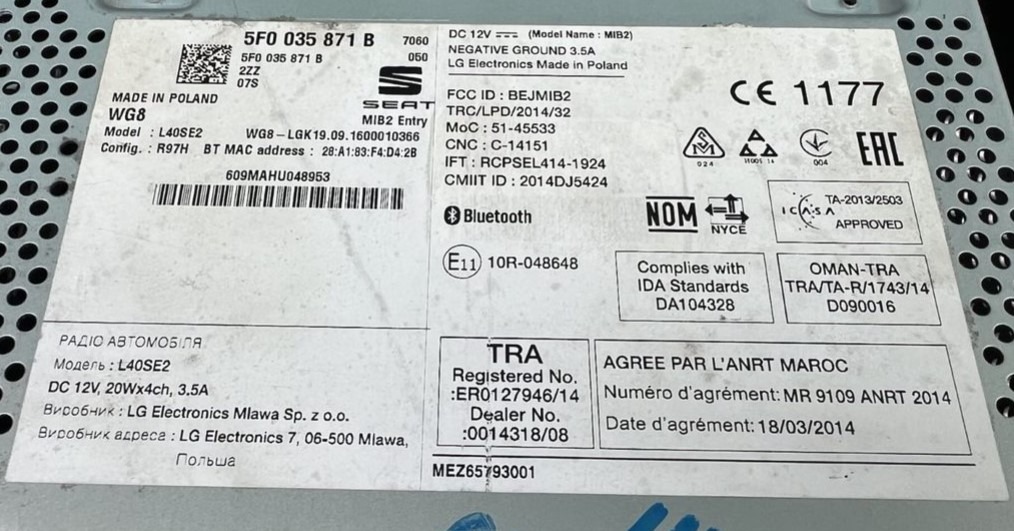 5F0 035 871 B 7060
5F0 035 871 B 050
2ZZ
07S
SEAT
MADE IN POLAND
WG8
MIB2 Entry
Model : L40SE2 WG8-LGK19.09.1600010366
Config. : R97H BT MAC address : 28:A1:83:F4:D4:2B
609MAHU048953
DC 12V (Model Name : MIB2)
NEGATIVE GROUND 3.5A
LG Electronics Made in Poland
FCC ID : BEJMIB2
TRC/LPD/2014/32
MoC : 51-45533
CNC : C-14151
IFT : RCPSEL414-1924
CMIIT ID : 2014DJ5424
CE 1177
024
004
EAC
Bluetooth
NOM
NYCE
ICASA
TA-2013/2503
APPROVED
E11 10R-048648
Complies with
IDA Standards
DA104328
OMAN-TRA
TRA/TA-R/1743/14
D090016
РАДІО АВТОМОБІЛЯ
Модель : L40SE2
DC 12V, 20Wx4ch, 3.5A
Виробник : LG Electronics Mlawa Sp. z o.o.
Виробник адреса : LG Electronics 7, 06-500 Mlawa,
Польша
TRA
Registered No.
:ER0127946/14
Dealer No.
:0014318/08
AGREE PAR L'ANRT MAROC
Numéro d'agrément: MR 9109 ANRT 2014
Date d'agrément: 18/03/2014
MEZ65793001